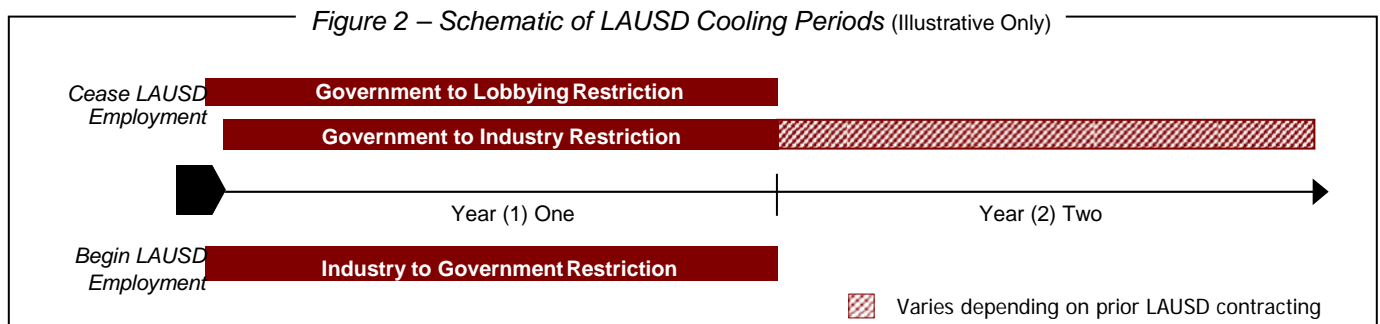 Figure 2 – Schematic of LAUSD Cooling Periods (Illustrative Only)
Cease LAUSD
Employment
Government to Lobbying Restriction
Government to Industry Restriction
Year (1) One
Year (2) Two
Begin LAUSD
Employment
Industry to Government Restriction
Varies depending on prior LAUSD contracting